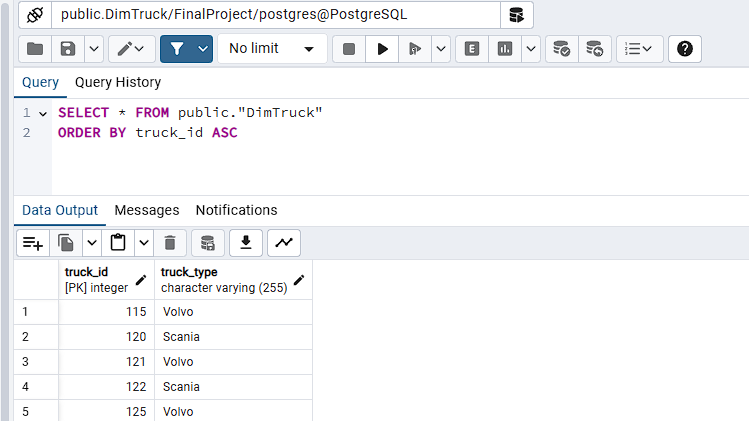 public.DimTruck/FinalProject/postgres@PostgreSQL
No limit
E
Query Query History
1 SELECT * FROM public."DimTruck"
2 ORDER BY truck_id ASC
Data Output Messages Notifications
truck_id truck_type
[PK] integer character varying (255)
1 115 Volvo
2 120 Scania
3 121 Volvo
4 122 Scania
5 125 Volvo